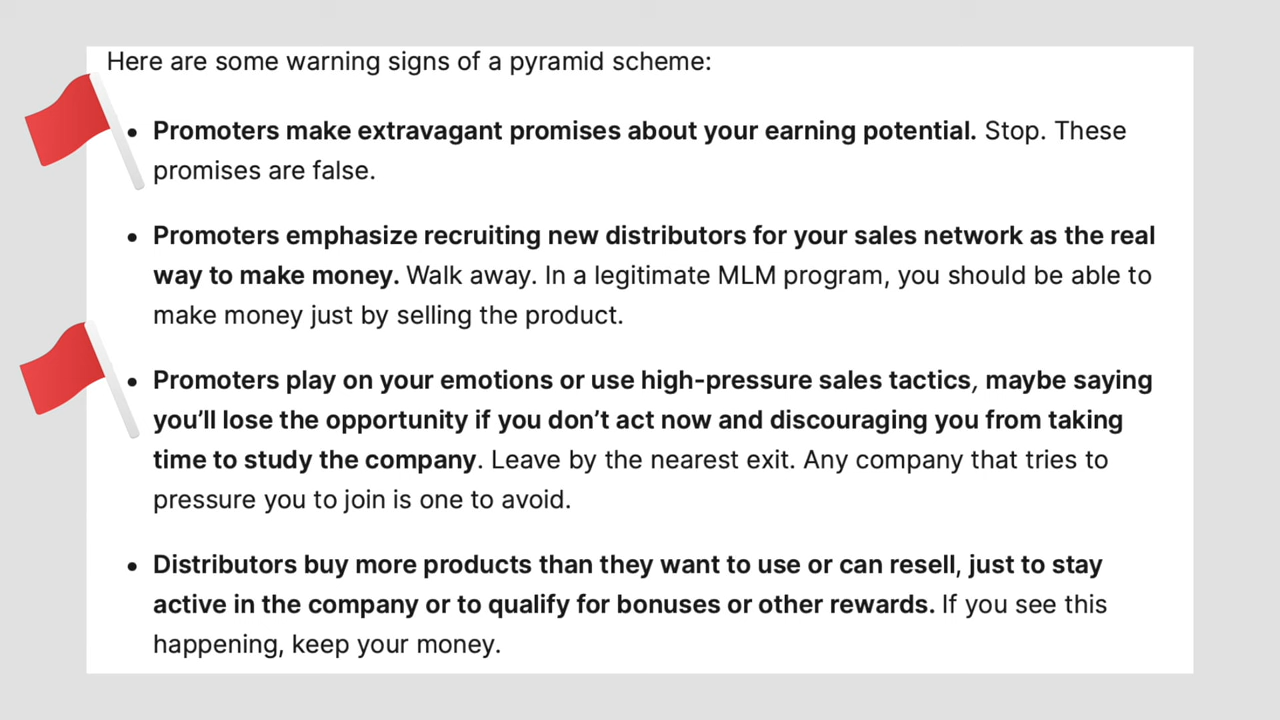 Here are some warning signs of a pyramid scheme:
• Promoters make extravagant promises about your earning potential. Stop. These
promises are false.
• Promoters emphasize recruiting new distributors for your sales network as the real
way to make money. Walk away. In a legitimate MLM program, you should be able to
make money just by selling the product.
• Promoters play on your emotions or use high-pressure sales tactics, maybe saying
you’ll lose the opportunity if you don’t act now and discouraging you from taking
time to study the company. Leave by the nearest exit. Any company that tries to
pressure you to join is one to avoid.
• Distributors buy more products than they want to use or can resell, just to stay
active in the company or to qualify for bonuses or other rewards. If you see this
happening, keep your money.